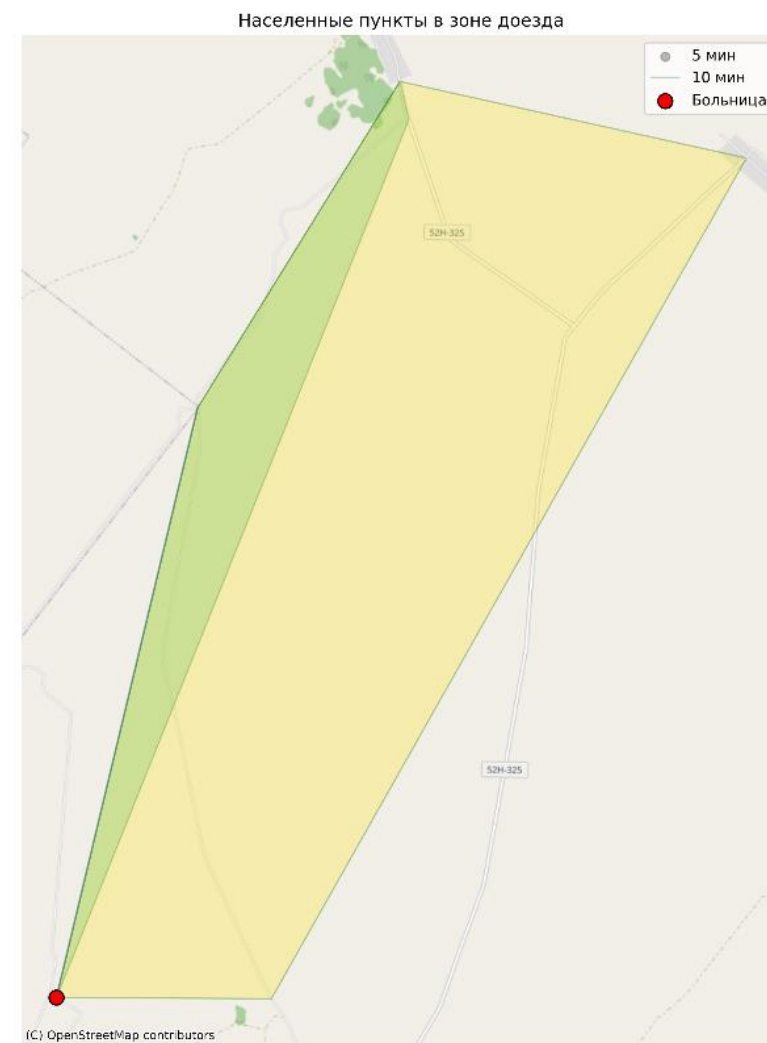 Населенные пункты в зоне доезда
5 мин
10 мин
Больница
52Н-325
52Н-325
(C) OpenStreetMap contributors